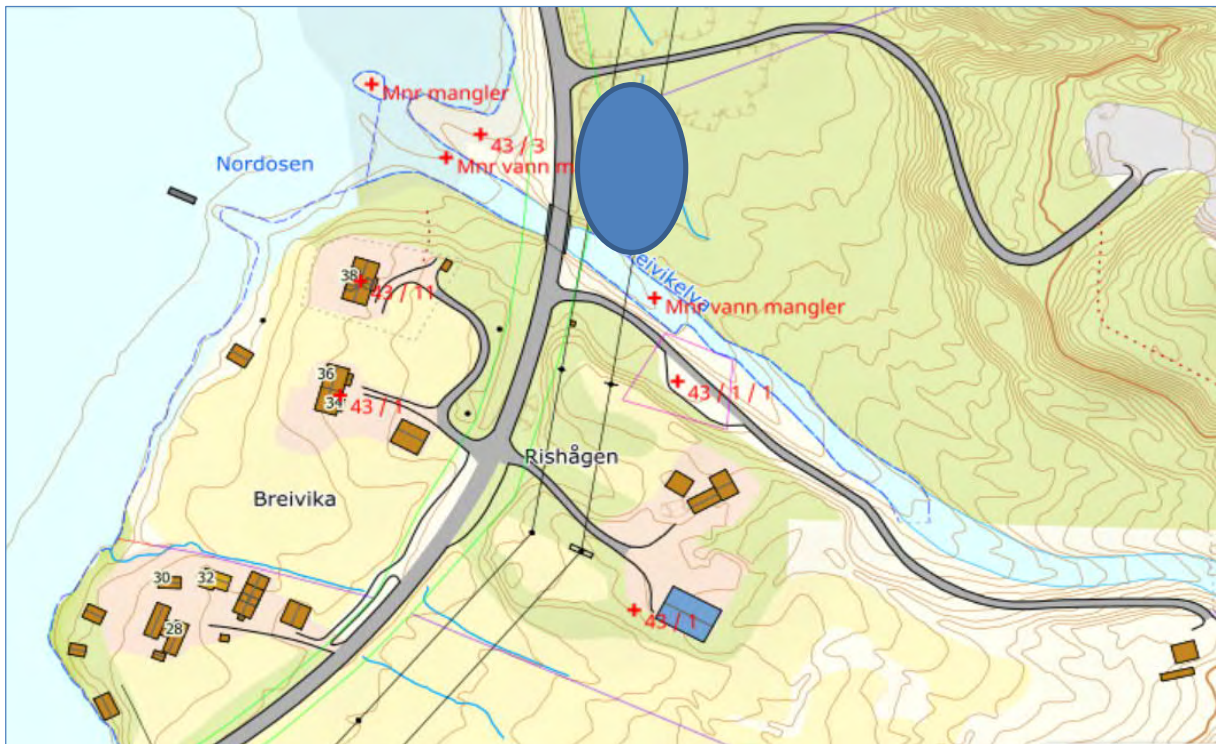 Mnr mangler
43 / 3
Mnr vann m
Nordosen
eivikelva
38
43 / 11
Mnr vann mangler
36
43 / 1
43 / 1 / 1
Rishågen
Breivika
30
32
28
43 / 1